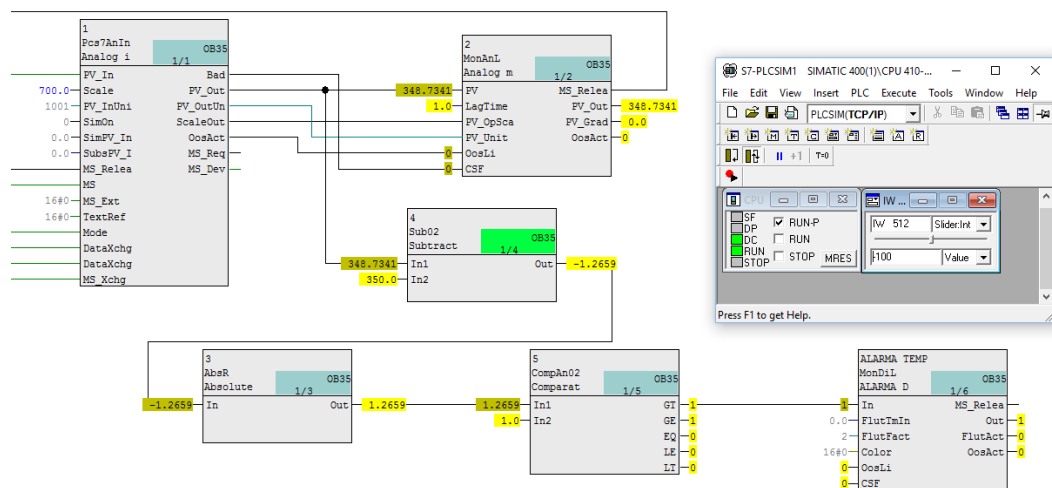 1
Pcs7AnIn
Analog i
OB35
1/1
PV_In
700.0 Scale
1001 PV_InUni
0 SimOn
0.0 SimPV_In
0.0 SubsPV_I
MS_Relea
MS
16#0 MS_Ext
16#0 TextRef
Mode
DataXchg
DataXchg
MS_Xchg
Bad
PV_Out
PV_OutUn
ScaleOut
OosAct
MS_Req
MS_Dev
2
MonAnL
Analog m
OB35
1/2
348.7341 PV
1.0 LagTime
PV_OpSca
PV_Unit
0 OosLi
0 CSF
MS_Relea
PV_Out 348.7341
PV_Grad 0.0
OosAct 0
S7-PLCSIM1 SIMATIC 400(1)\CPU 410-...
File Edit View Insert PLC Execute Tools Window Help
PLCSIM(TCP/IP)
+1 T=0
CPU
SF
DP
DC
RUN
STOP
RUN-P
RUN
STOP MRES
IW ...
IW 512 Slider:Int
-100 Value
Press F1 to get Help.
4
Sub02
Subtract
OB35
1/4
348.7341 In1
350.0 In2
Out -1.2659
3
AbsR
Absolute
OB35
1/3
-1.2659 In
Out 1.2659
5
CompAn02
Comparat
OB35
1/5
1.2659 In1
1.0 In2
GT 1
GE 1
EQ 0
LE 0
LT 0
ALARMA TEMP
MonDiL
ALARMA D
OB35
1/6
1 In
0.0 FlutTmIn
2 FlutFact
16#0 Color
0 OosLi
0 CSF
MS_Relea
Out 1
FlutAct 0
OosAct 0